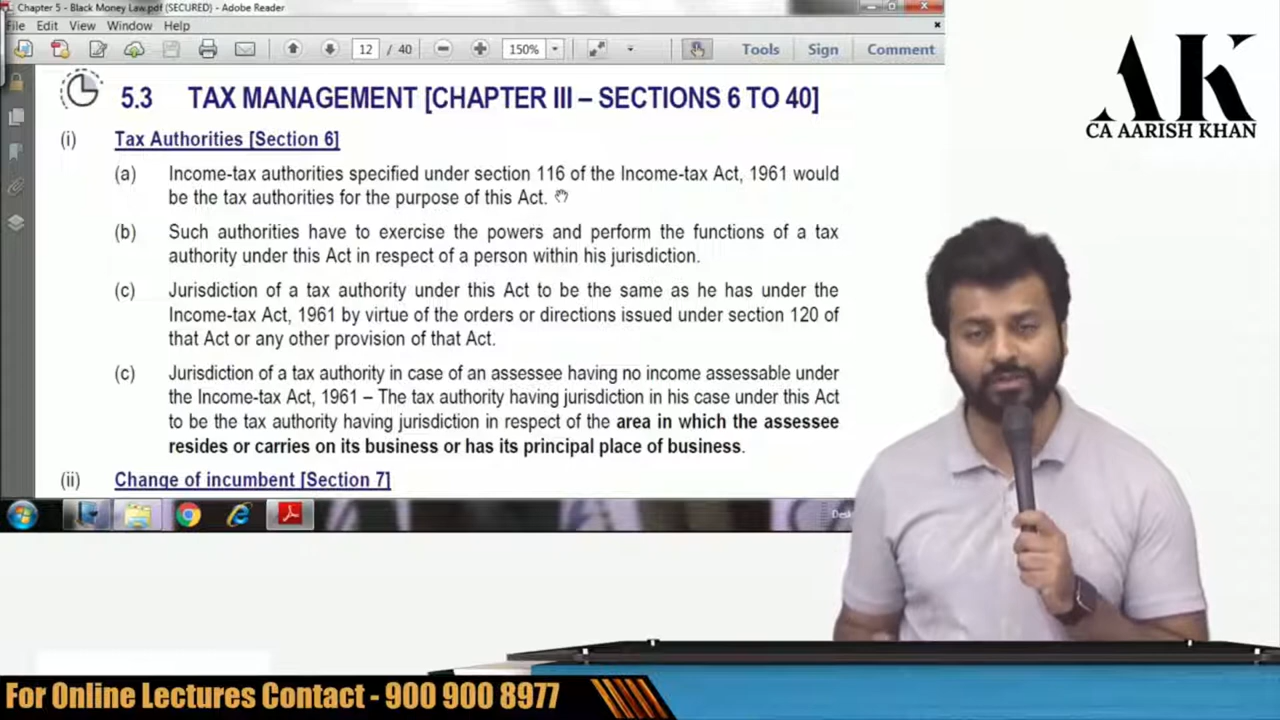 Chapter 5 - Black Money Law.pdf (SECURED) - Adobe Reader
File Edit View Window Help
12 / 40
150%
Tools Sign Comment
5.3 TAX MANAGEMENT [CHAPTER III – SECTIONS 6 TO 40]
(i) Tax Authorities [Section 6]
(a) Income-tax authorities specified under section 116 of the Income-tax Act, 1961 would
be the tax authorities for the purpose of this Act.
(b) Such authorities have to exercise the powers and perform the functions of a tax
authority under this Act in respect of a person within his jurisdiction.
(c) Jurisdiction of a tax authority under this Act to be the same as he has under the
Income-tax Act, 1961 by virtue of the orders or directions issued under section 120 of
that Act or any other provision of that Act.
(c) Jurisdiction of a tax authority in case of an assessee having no income assessable under
the Income-tax Act, 1961 – The tax authority having jurisdiction in his case under this Act
to be the tax authority having jurisdiction in respect of the area in which the assessee
resides or carries on its business or has its principal place of business.
(ii) Change of incumbent [Section 7]
Desk
AK
CA AARISH KHAN
For Online Lectures Contact - 900 900 8977